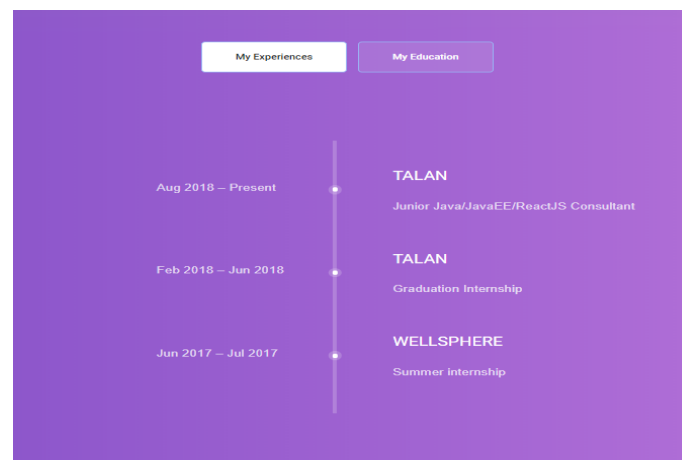 My Experiences
My Education
Aug 2018 – Present
TALAN
Junior Java/JavaEE/ReactJS Consultant
Feb 2018 – Jun 2018
TALAN
Graduation Internship
Jun 2017 – Jul 2017
WELLSPHERE
Summer internship